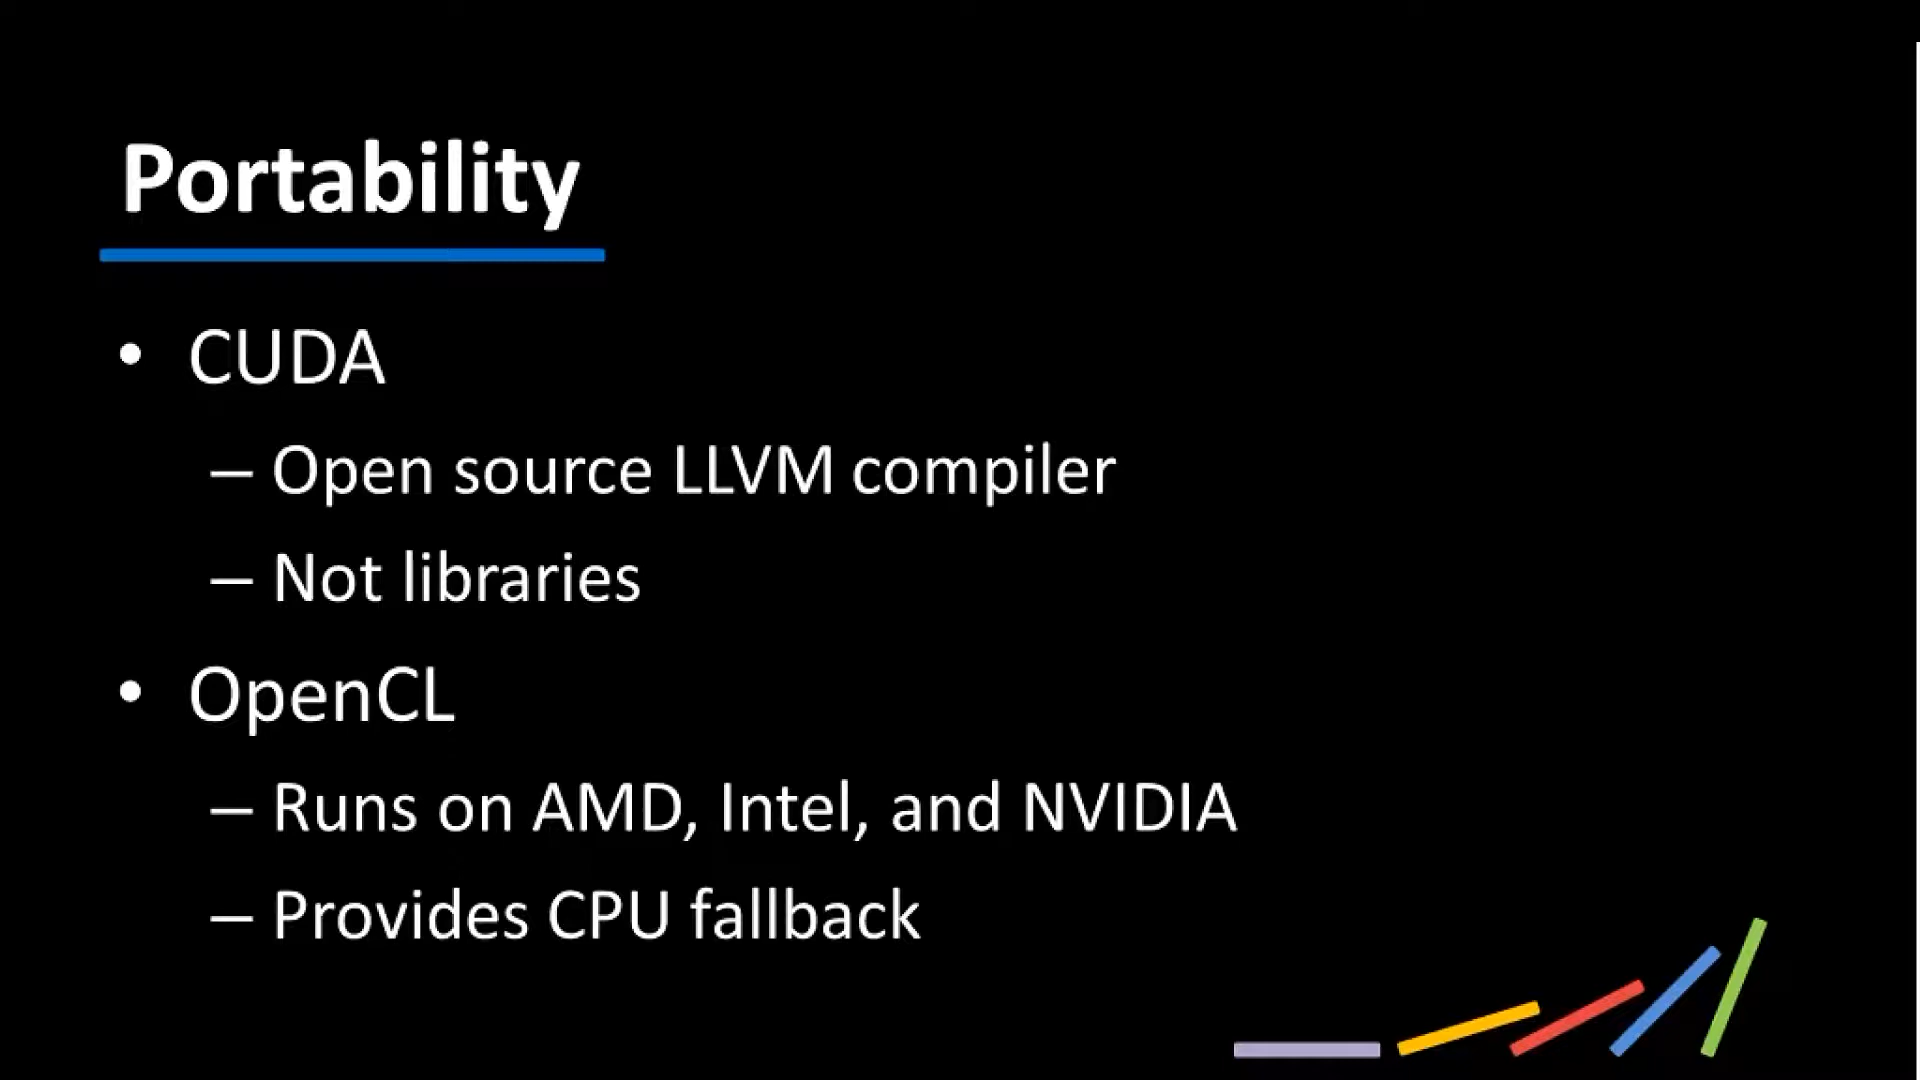 Portability
• CUDA
– Open source LLVM compiler
– Not libraries
• OpenCL
– Runs on AMD, Intel, and NVIDIA
– Provides CPU fallback